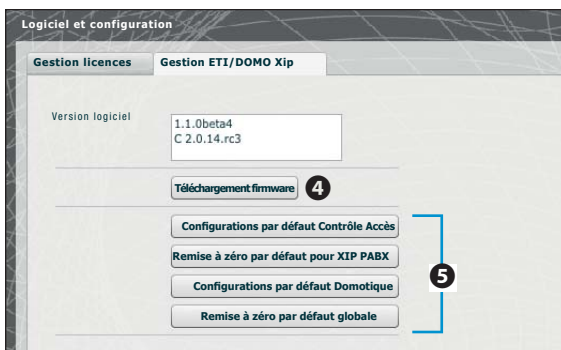 Logiciel et configuration
Gestion licences
Gestion ETI/DOMO Xip
Version logiciel
1.1.0beta4
C 2.0.14.rc3
Téléchargement firmware
4
Configurations par défaut Contrôle Accès
Remise à zéro par défaut pour XIP PABX
Configurations par défaut Domotique
Remise à zéro par défaut globale
5